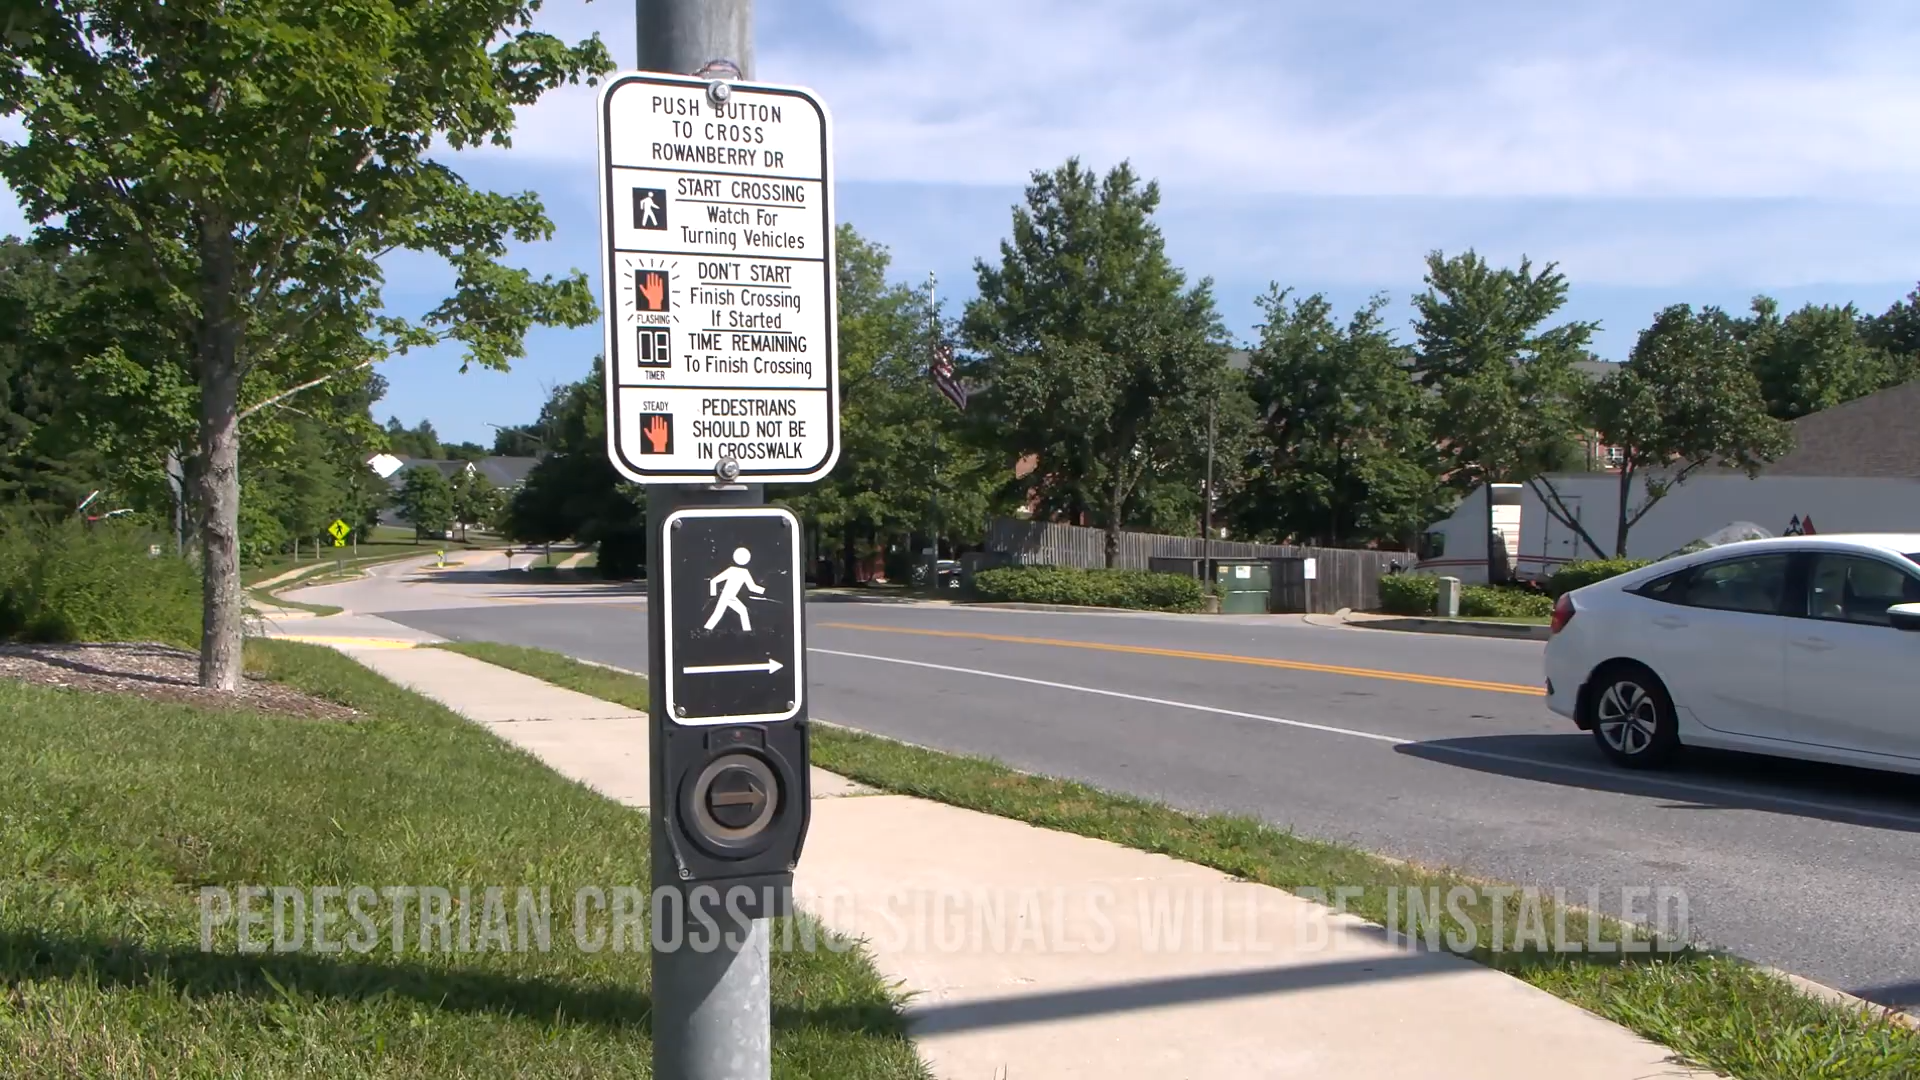 PUSH BUTTON
TO CROSS
ROWANBERRY DR
START CROSSING
Watch For
Turning Vehicles
DON'T START
Finish Crossing
If Started
FLASHING
TIME REMAINING
To Finish Crossing
08
TIMER
STEADY
PEDESTRIANS
SHOULD NOT BE
IN CROSSWALK
PEDESTRIAN CROSSING SIGNALS WILL BE INSTALLED